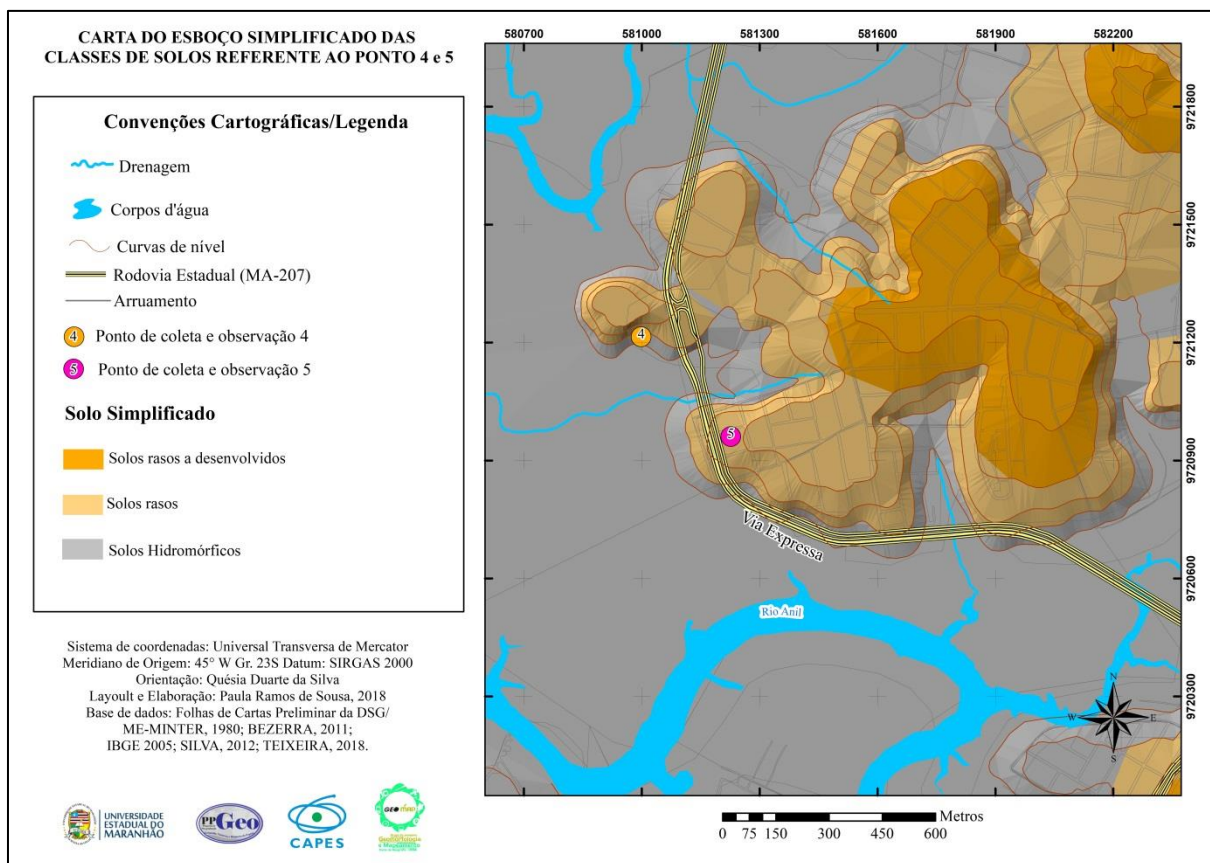 CARTA DO ESBOÇO SIMPLIFICADO DAS
CLASSES DE SOLOS REFERENTE AO PONTO 4 e 5
Convenções Cartográficas/Legenda
Drenagem
Corpos d'água
Curvas de nível
Rodovia Estadual (MA-207)
Arruamento
4 Ponto de coleta e observação 4
5 Ponto de coleta e observação 5
Solo Simplificado
Solos rasos a desenvolvidos
Solos rasos
Solos Hidromórficos
Sistema de coordenadas: Universal Transversa de Mercator
Meridiano de Origem: 45° W Gr. 23S Datum: SIRGAS 2000
Orientação: Quésia Duarte da Silva
Layoult e Elaboração: Paula Ramos de Sousa, 2018
Base de dados: Folhas de Cartas Preliminar da DSG/
ME-MINTER, 1980; BEZERRA, 2011;
IBGE 2005; SILVA, 2012; TEIXEIRA, 2018.
UNIVERSIDADE
ESTADUAL DO
MARANHÃO
PPGeo
CAPES
580700 581000 581300 581600 581900 582200
9721800
9721500
9721200
9720900
9720600
9720300
4
5
Via Expressa
Rio Anil
N
W E
S
Metros
0 75 150 300 450 600